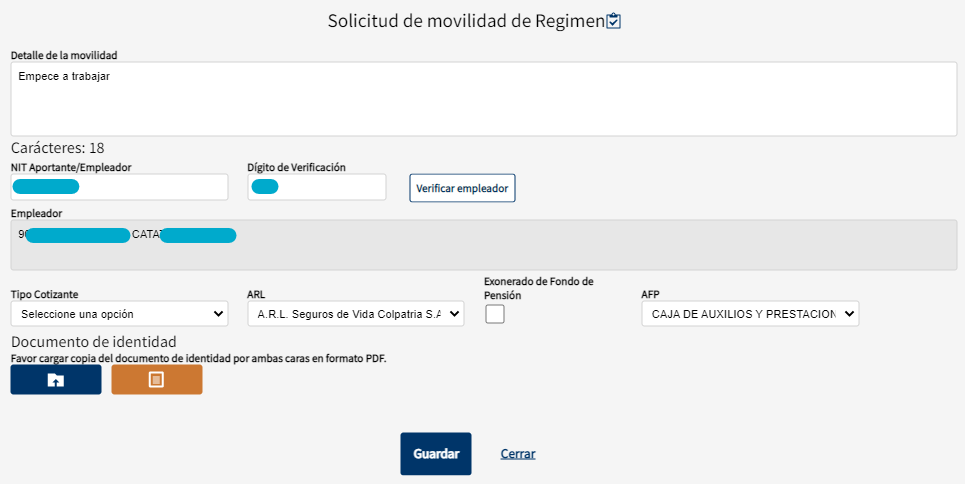 Solicitud de movilidad de Regimen
Detalle de la movilidad
Empece a trabajar
Carácteres: 18
NIT Aportante/Empleador
Dígito de Verificación
Verificar empleador
Empleador
CATA
Exonerado de Fondo de
Pensión
Tipo Cotizante
ARL
AFP
Seleccione una opción
A.R.L. Seguros de Vida Colpatria S.A
CAJA DE AUXILIOS Y PRESTACION
Documento de identidad
Favor cargar copia del documento de identidad por ambas caras en formato PDF.
Guardar
Cerrar